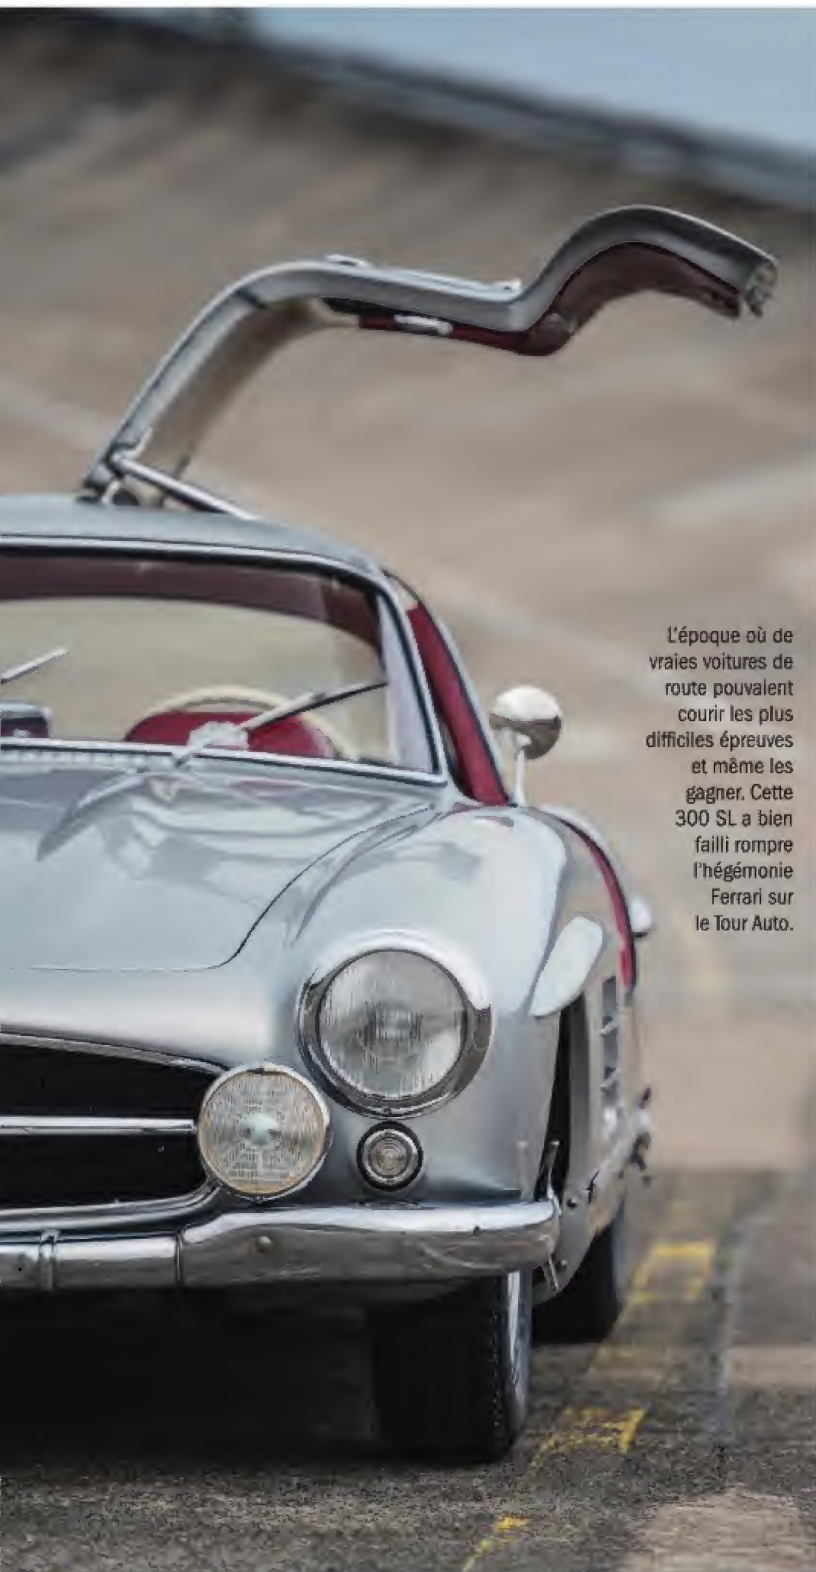 L'époque où de
vraies voitures de
route pouvaient
courir les plus
difficiles épreuves
et même les
gagner. Cette
300 SL a bien
failli rompre
l'hégémonie
Ferrari sur
le Tour Auto.